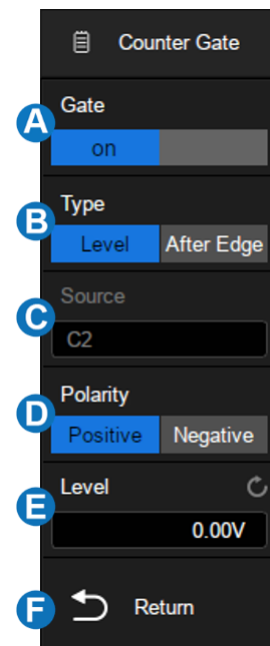 Counter Gate
A
Gate
on
B
Type
Level After Edge
C
Source
C2
D
Polarity
Positive Negative
E
Level
0.00V
F
Return